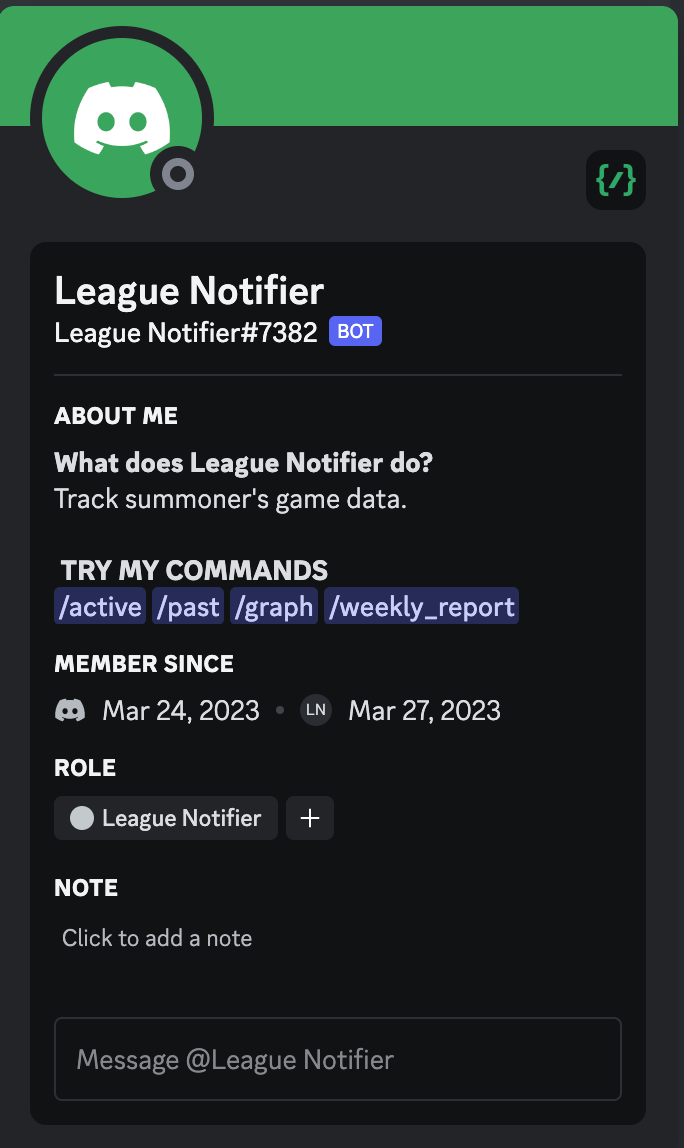 {/}
League Notifier
League Notifier#7382 BOT
ABOUT ME
What does League Notifier do?
Track summoner's game data.
TRY MY COMMANDS
/active /past /graph /weekly_report
MEMBER SINCE
Mar 24, 2023 • LN Mar 27, 2023
ROLE
League Notifier +
NOTE
Click to add a note
Message @League Notifier